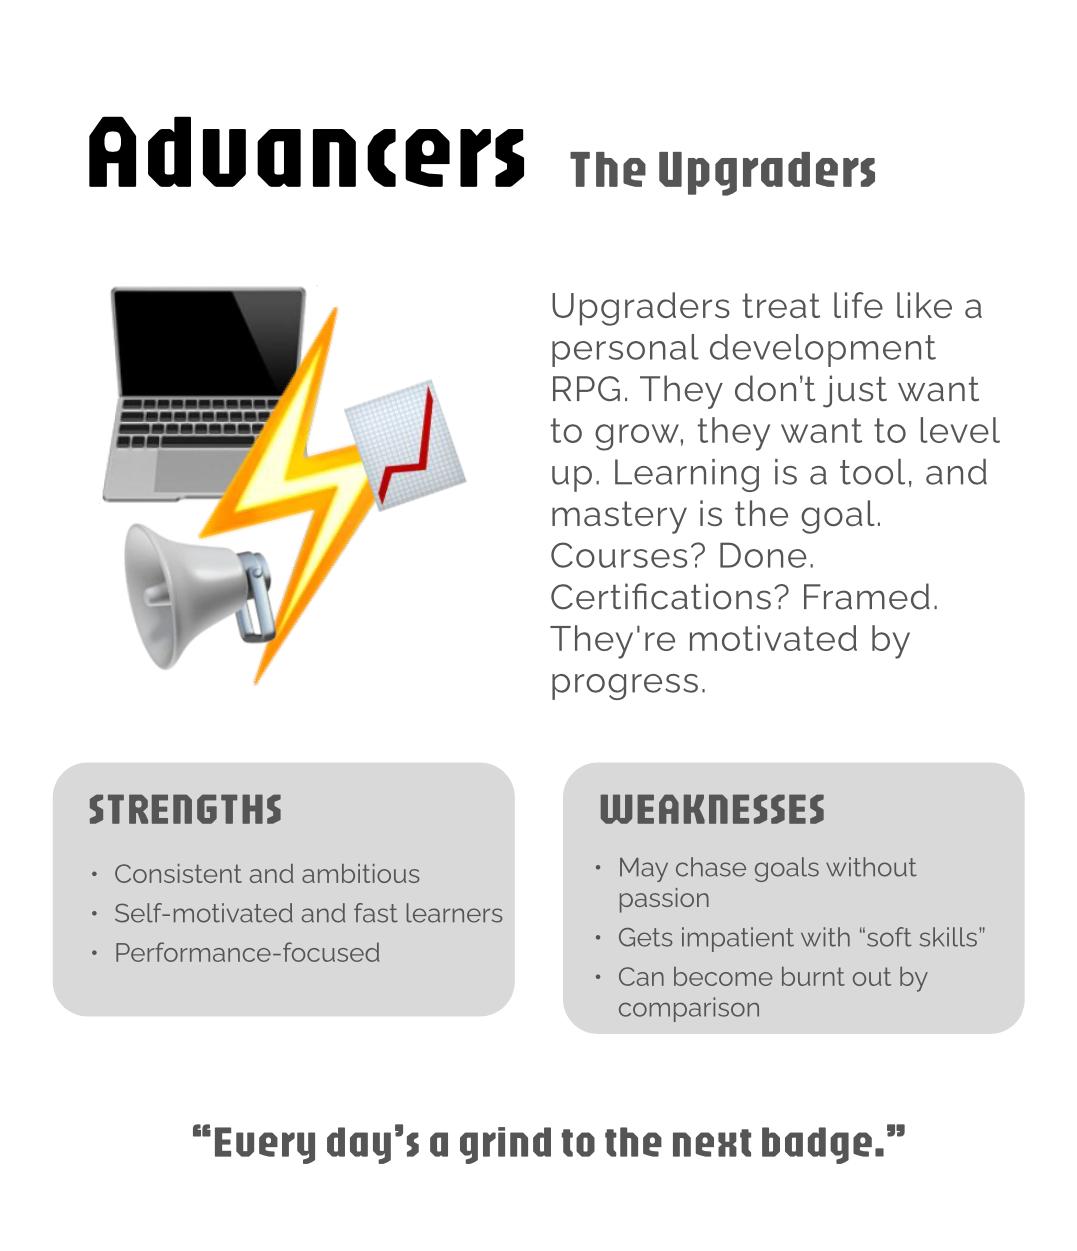 Advancers The Upgraders
Upgraders treat life like a
personal development
RPG. They don’t just want
to grow, they want to level
up. Learning is a tool, and
mastery is the goal.
Courses? Done.
Certifications? Framed.
They're motivated by
progress.
STRENGTHS
• Consistent and ambitious
• Self-motivated and fast learners
• Performance-focused
WEAKNESSES
• May chase goals without
passion
• Gets impatient with “soft skills”
• Can become burnt out by
comparison
“Every day’s a grind to the next badge.”